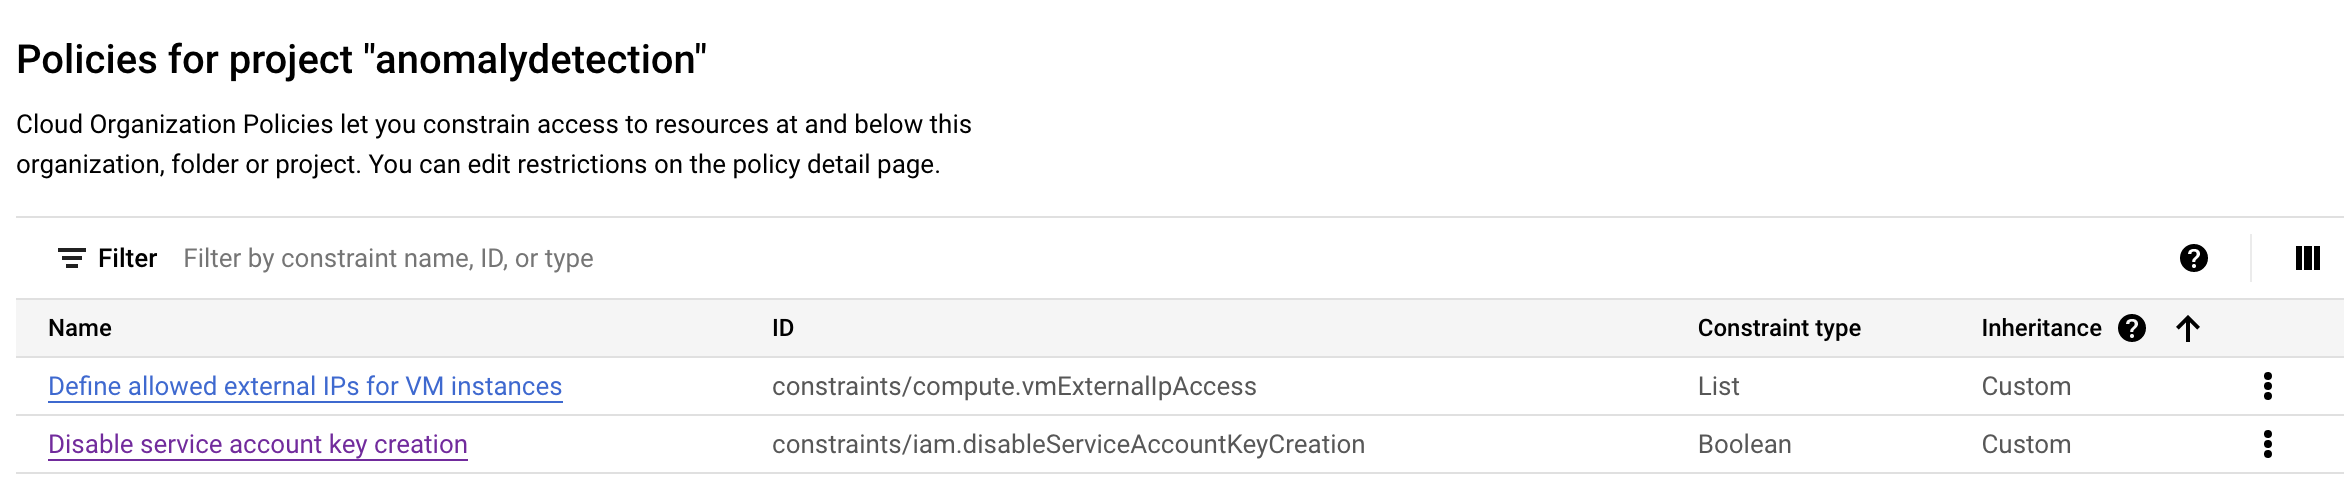 Policies for project "anomalydetection"
Cloud Organization Policies let you constrain access to resources at and below this
organization, folder or project. You can edit restrictions on the policy detail page.
Filter Filter by constraint name, ID, or type
Name ID Constraint type Inheritance
Define allowed external IPs for VM instances constraints/compute.vmExternalIpAccess List Custom
Disable service account key creation constraints/iam.disableServiceAccountKeyCreation Boolean Custom